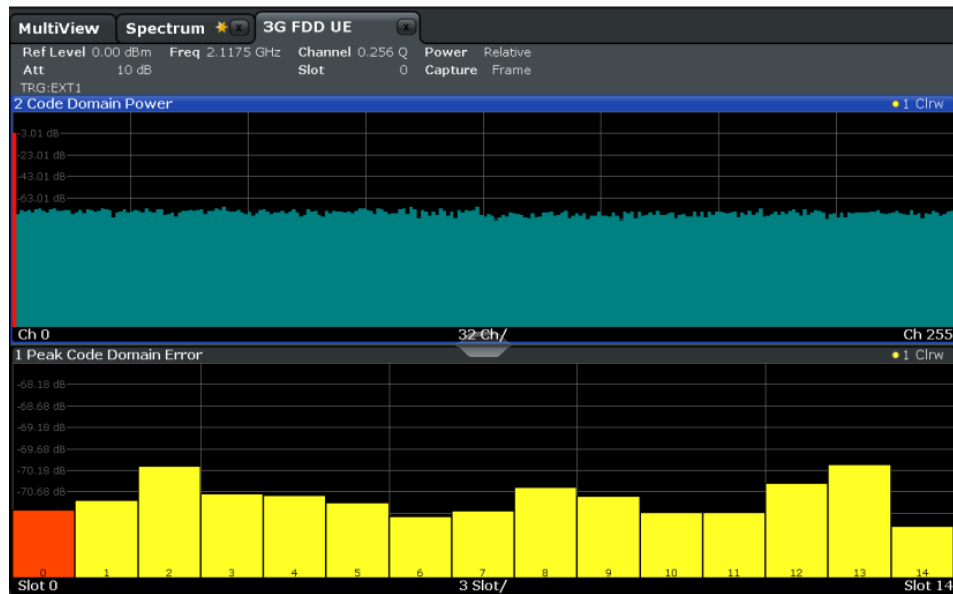 MultiView Spectrum x 3G FDD UE x
Ref Level 0.00 dBm Freq 2.1175 GHz Channel 0.256 Q Power Relative
Att 10 dB Slot 0 Capture Frame
TRG:EXT1
2 Code Domain Power 1 Clrw
-3.01 dB
-23.01 dB
-43.01 dB
-63.01 dB
Ch 0 32 Ch/ Ch 255
1 Peak Code Domain Error 1 Clrw
-68.18 dB
-68.68 dB
-69.18 dB
-69.68 dB
-70.18 dB
-70.68 dB
0 1 2 3 4 5 6 7 8 9 10 11 12 13 14
Slot 0 3 Slot/ Slot 14